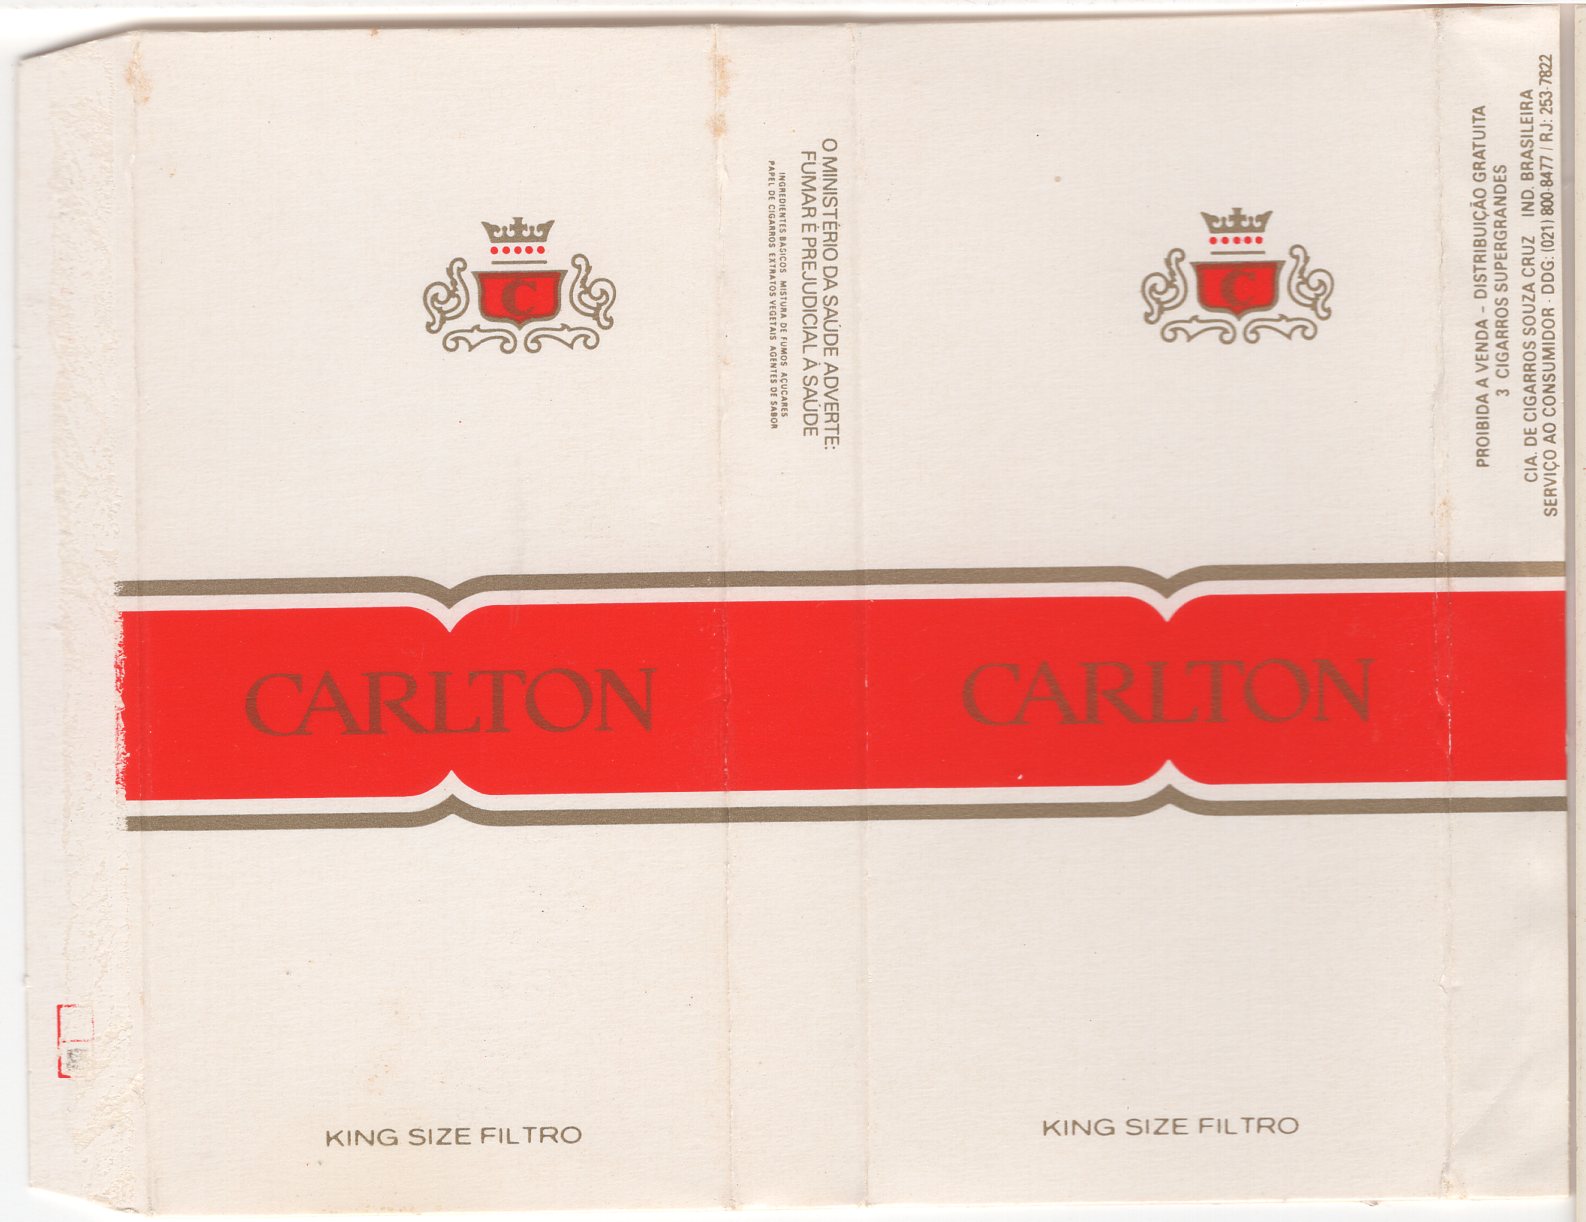 C
CARLTON
KING SIZE FILTRO
O MINISTÉRIO DA SAÚDE ADVERTE:
FUMAR É PREJUDICIAL À SAÚDE
INGREDIENTES BÁSICOS MISTURA DE FUMOS AÇUCARES
PAPEL DE CIGARROS EXTRATOS VEGETAIS AGENTES DE SABOR
C
CARLTON
KING SIZE FILTRO
PROIBIDA A VENDA - DISTRIBUIÇÃO GRATUITA
3 CIGARROS SUPERGRANDES
CIA. DE CIGARROS SOUZA CRUZ IND. BRASILEIRA
SERVIÇO AO CONSUMIDOR - DDG: (021) 800-8477 / RJ: 253-7822